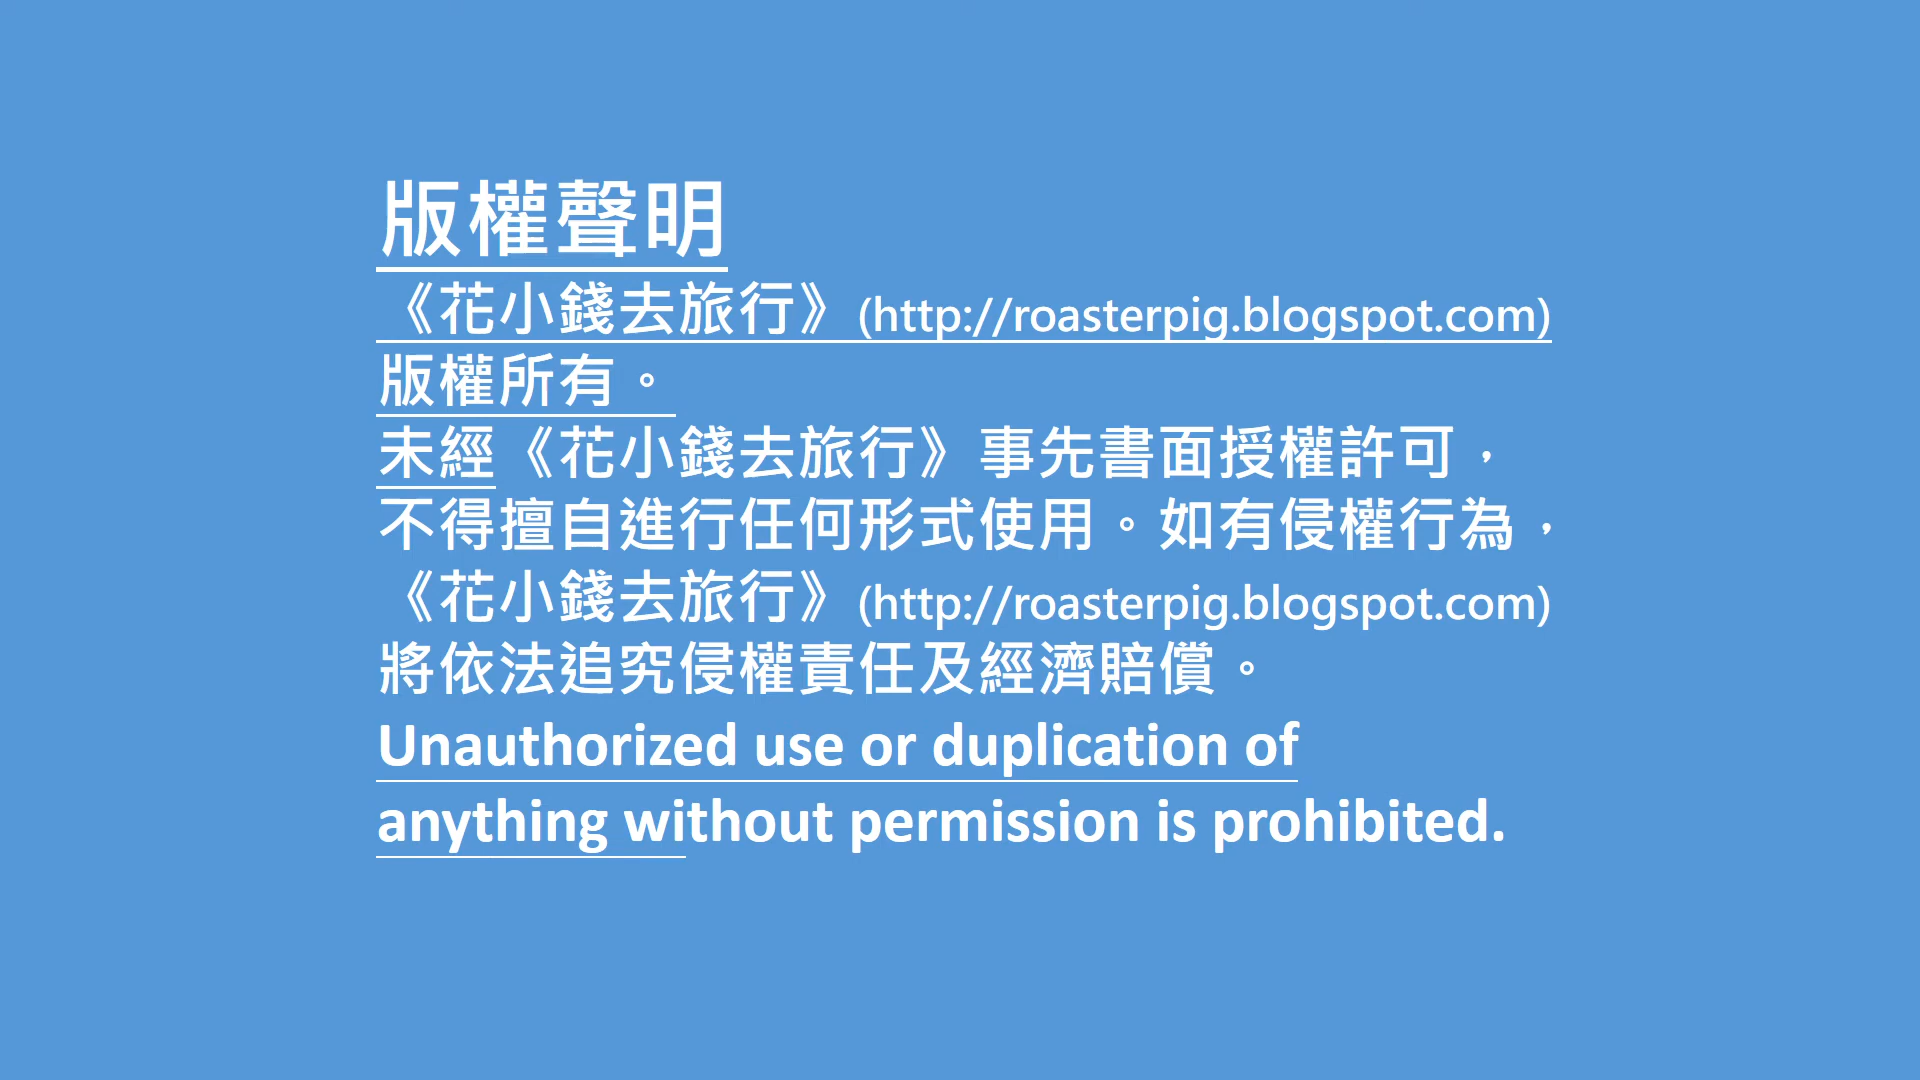 版權聲明
《花小錢去旅行》(http://roasterpig.blogspot.com)
版權所有。
未經《花小錢去旅行》事先書面授權許可，
不得擅自進行任何形式使用。如有侵權行為，
《花小錢去旅行》(http://roasterpig.blogspot.com)
將依法追究侵權責任及經濟賠償。
Unauthorized use or duplication of
anything without permission is prohibited.